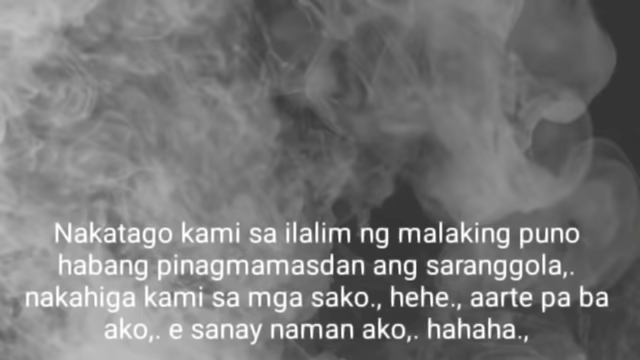 Nakatago kami sa ilalim ng malaking puno
habang pinagmamasdan ang saranggola,.
nakahiga kami sa mga sako., hehe., aarte pa ba
ako,. e sanay naman ako,. hahaha.,